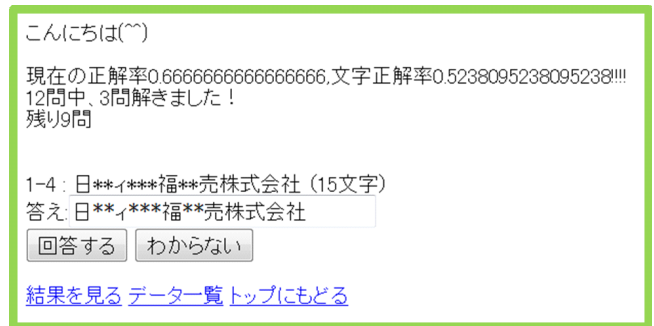 こんにちは(^^)
現在の正解率0.6666666666666666,文字正解率0.5238095238095238!!!!
12問中、3問解きました！
残り9問
1-4 : 日**ィ***福**売株式会社 (15文字)
答え:日**ィ***福**売株式会社
回答する わからない
結果を見る データ一覧 トップにもどる